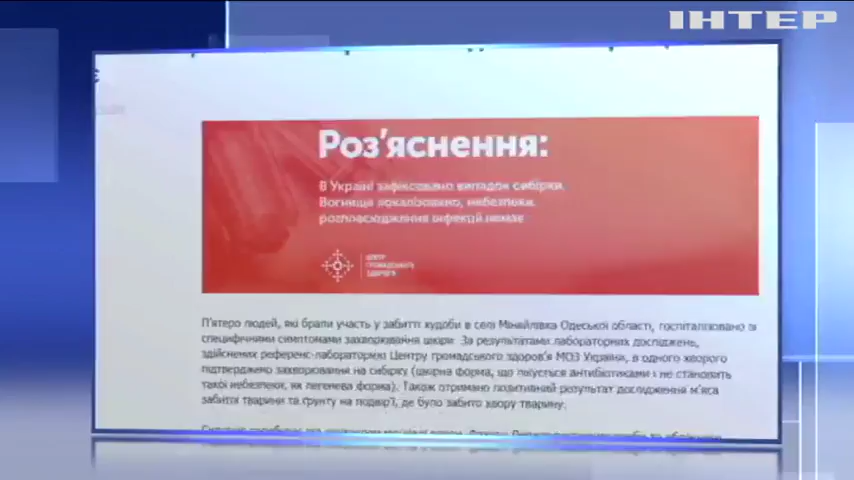 ІНТЕР
Роз'яснення:
В Україні зафіксовано випадок сибірки.
Вогнище локалізовано, небезпеки
розповсюдження інфекції немає
ЦЕНТР
ГРОМАДСЬКОГО
ЗДОРОВ'Я
П'ятеро людей, які брали участь у забитті худоби в селі Мінайлівка Одеської області, госпіталізовано зі
специфічними симптомами захворювання шкіри. За результатами лабораторних досліджень,
здійснених референс-лабораторією Центру громадського здоров'я МОЗ України, в одного хворого
підтверджено захворювання на сибірку (шкірна форма, що лікується антибіотиками і не становить
такої небезпеки, як легенева форма). Також отримано позитивний результат дослідження м'яса
забитої тварини та ґрунту на подвір'ї, де було забито хвору тварину.